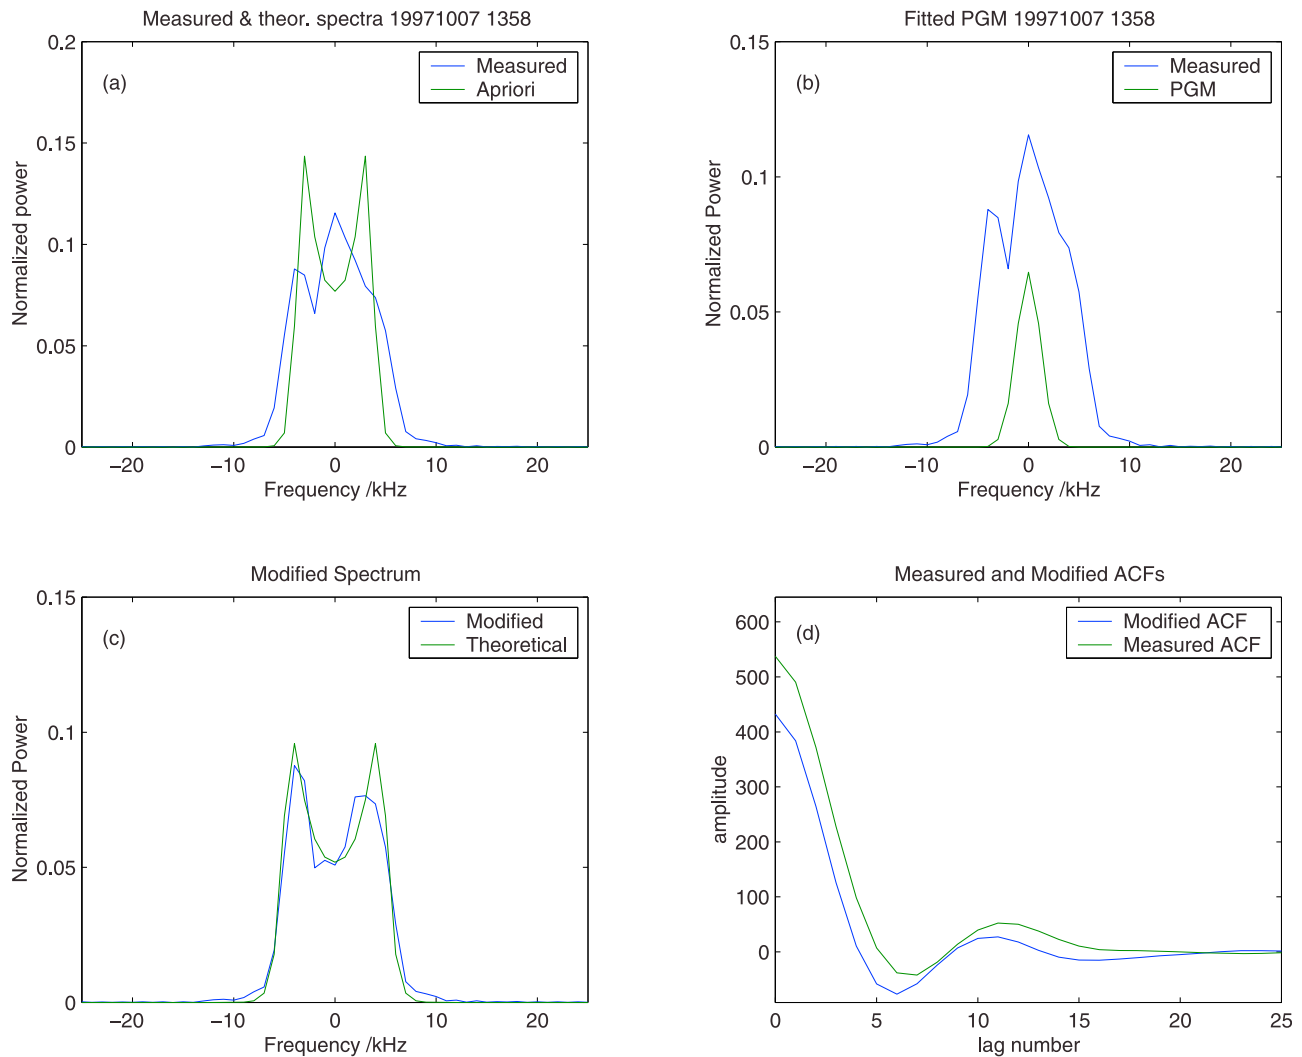 Measured & theor. spectra 19971007 1358
0.2
0.15
0.1
0.05
0
Normalized power
(a)
Measured
Apriori
−20
−10
0
10
20
Frequency /kHz
Fitted PGM 19971007 1358
0.15
0.1
0.05
0
Normalized Power
(b)
Measured
PGM
−20
−10
0
10
20
Frequency /kHz
Modified Spectrum
0.15
0.1
0.05
0
Normalized Power
(c)
Modified
Theoretical
−20
−10
0
10
20
Frequency /kHz
Measured and Modified ACFs
600
500
400
300
200
100
0
amplitude
(d)
Modified ACF
Measured ACF
0
5
10
15
20
25
lag number